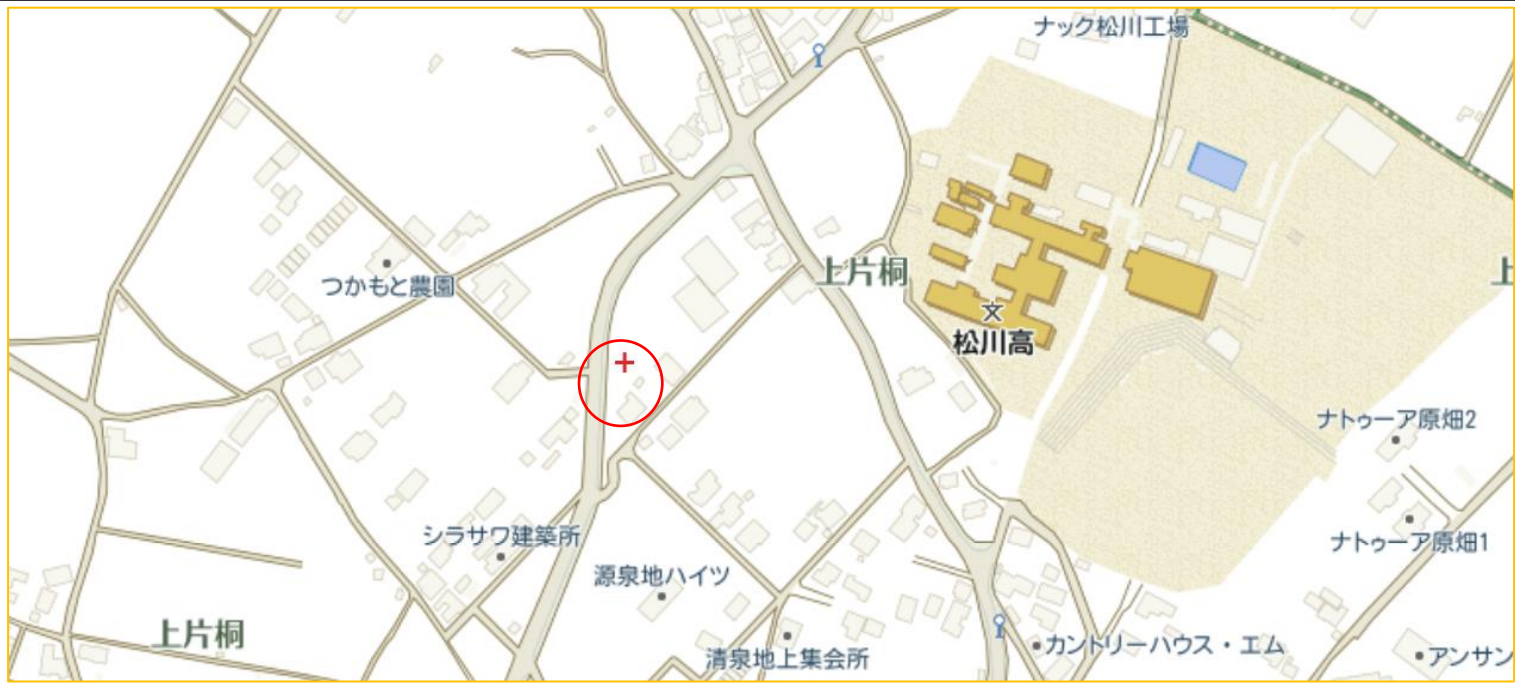 ナック松川工場
つかもと農園
上片桐
上
文
松川高
ナトゥーア原畑2
シラサワ建築所
ナトゥーア原畑1
源泉地ハイツ
上片桐
清泉地上集会所
カントリーハウス・エム
アンサン